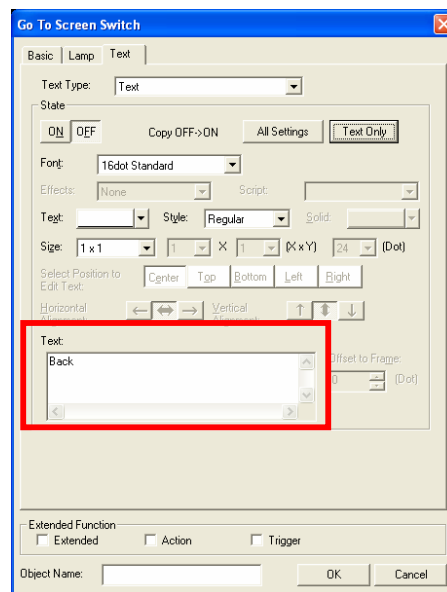 Go To Screen Switch
Basic Lamp Text
Text Type: Text
State
ON OFF Copy OFF->ON All Settings Text Only
Font: 16dot Standard
Effects: None Script:
Text: Style: Regular Solid:
Size: 1 x 1 1 X 1 (X x Y) 24 (Dot)
Select Position to
Edit Text: Center Top Bottom Left Right
Horizontal
Alignment: Vertical
Text:
Back
Offset to Frame:
0 (Dot)
Extended Function
Extended Action Trigger
Object Name: OK Cancel